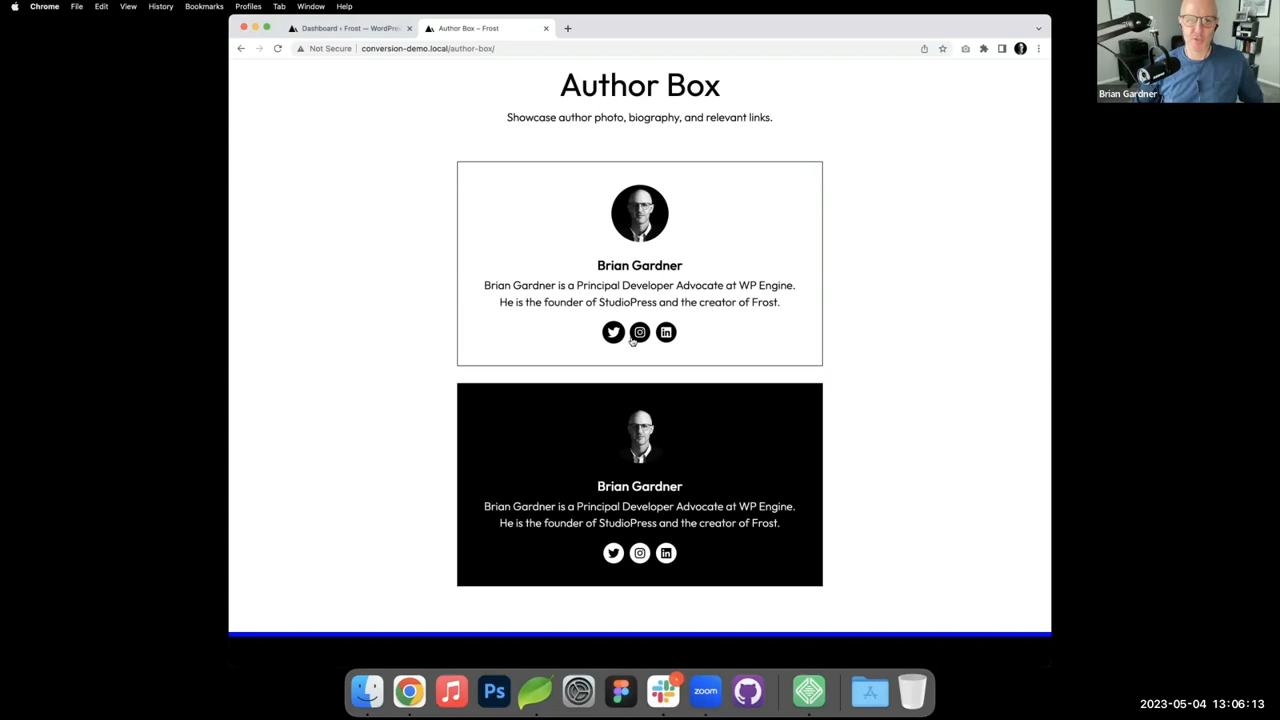 Chrome File Edit View History Bookmarks Profiles Tab Window Help
Dashboard ‹ Frost — WordPre
Author Box – Frost
Not Secure conversion-demo.local/author-box/
Brian Gardner
Author Box
Showcase author photo, biography, and relevant links.
Brian Gardner
Brian Gardner is a Principal Developer Advocate at WP Engine.
He is the founder of StudioPress and the creator of Frost.
Brian Gardner
Brian Gardner is a Principal Developer Advocate at WP Engine.
He is the founder of StudioPress and the creator of Frost.
Ps
zoom
2023-05-04 13:06:13